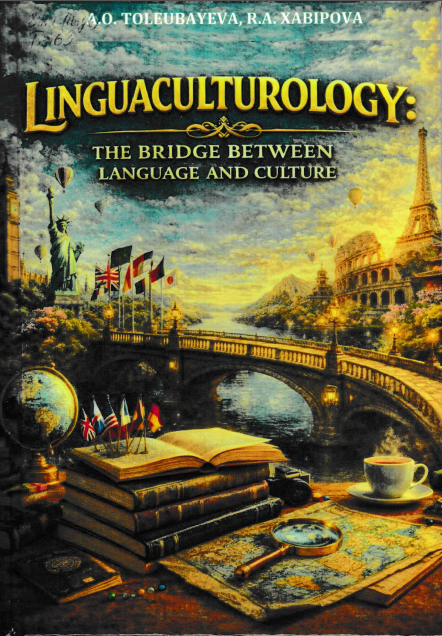 A.O. TOLEUBAYEVA, R.A. XABIPOVA
LINGUACULTUROLOGY:
THE BRIDGE BETWEEN
LANGUAGE AND CULTURE